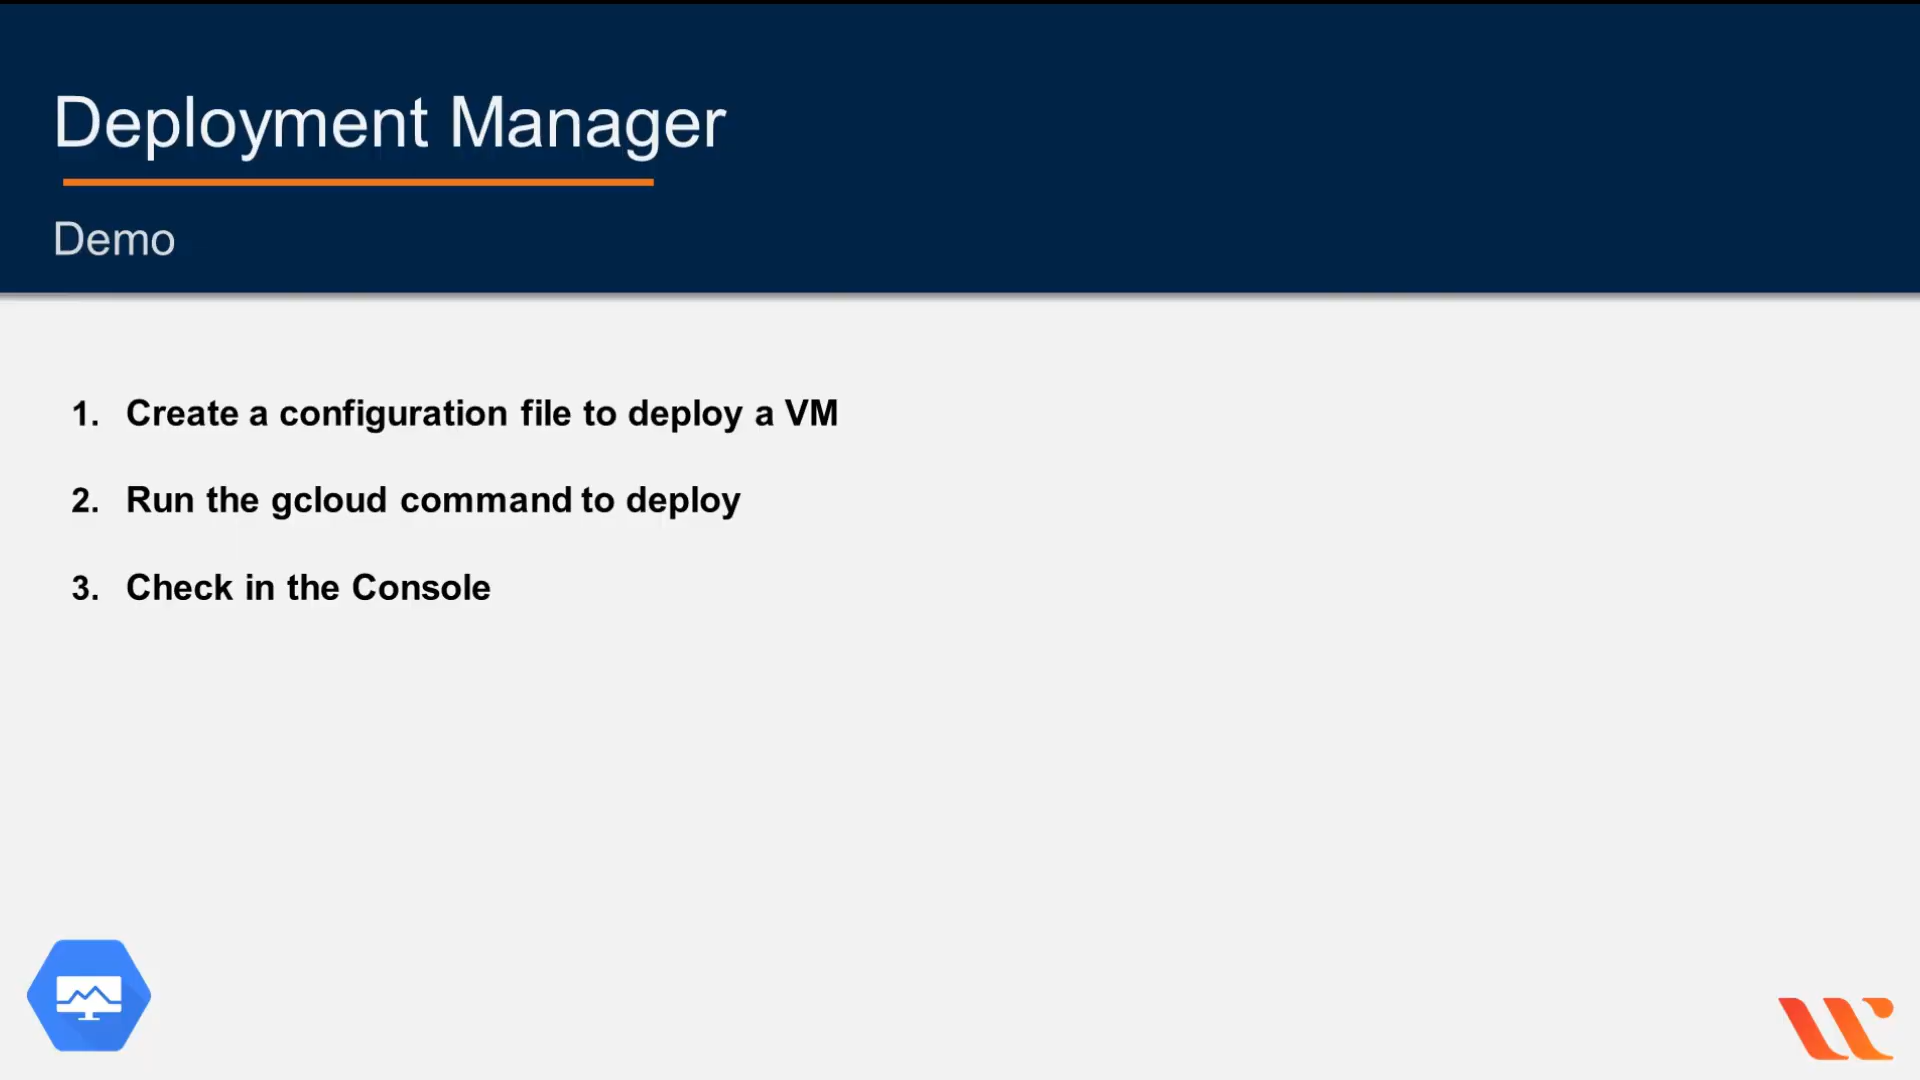 Deployment Manager
Demo
1. Create a configuration file to deploy a VM
2. Run the gcloud command to deploy
3. Check in the Console